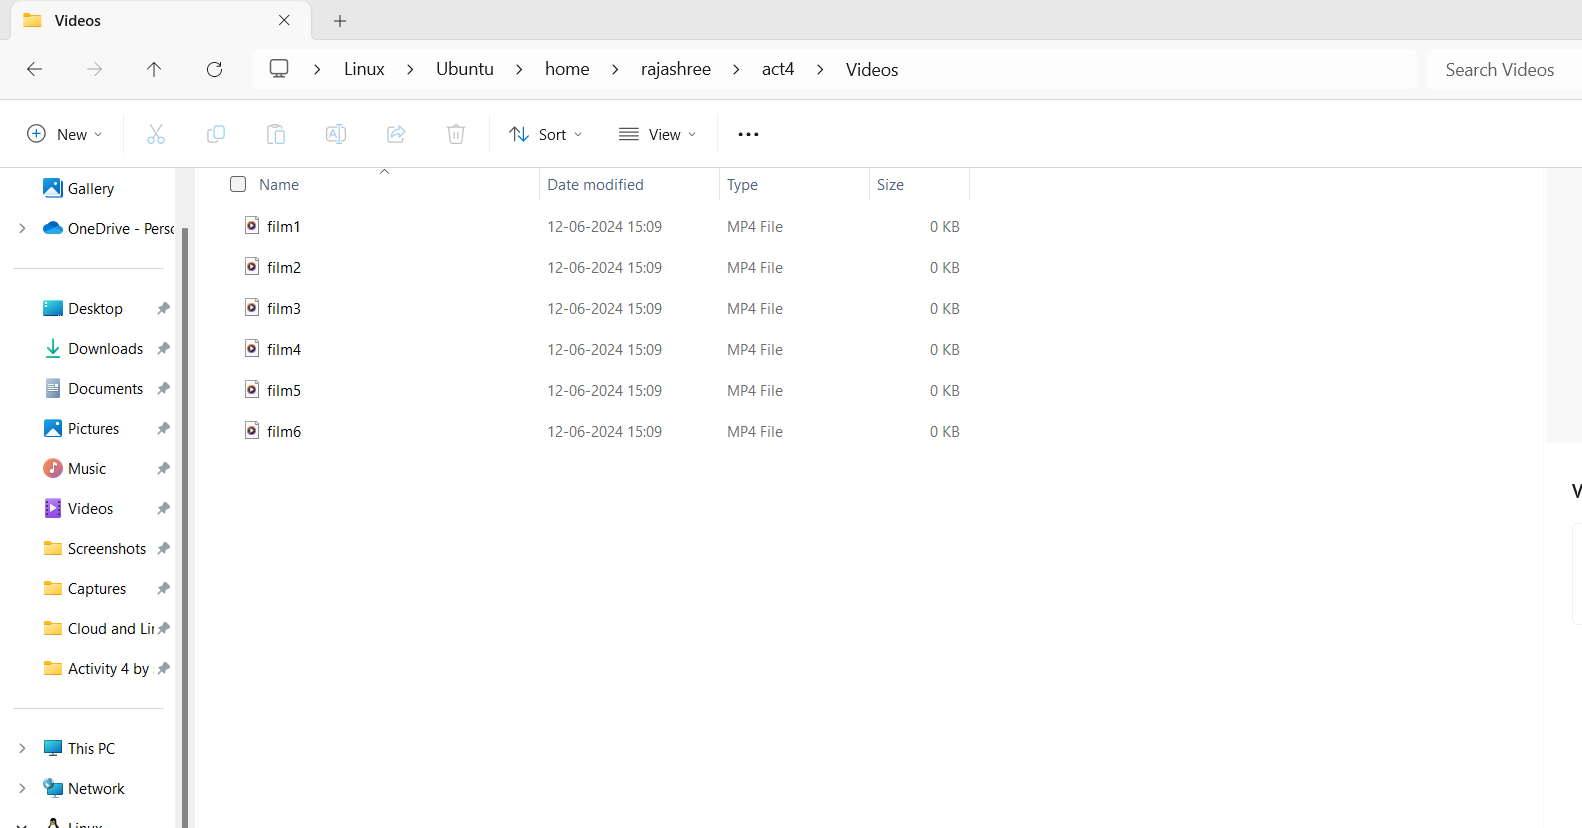 Videos
Linux > Ubuntu > home > rajashree > act4 > Videos
Search Videos
New
Sort
View
Name Date modified Type Size
film1 12-06-2024 15:09 MP4 File 0 KB
film2 12-06-2024 15:09 MP4 File 0 KB
film3 12-06-2024 15:09 MP4 File 0 KB
film4 12-06-2024 15:09 MP4 File 0 KB
film5 12-06-2024 15:09 MP4 File 0 KB
film6 12-06-2024 15:09 MP4 File 0 KB
Gallery
OneDrive - Perso
Desktop
Downloads
Documents
Pictures
Music
Videos
Screenshots
Captures
Cloud and Lir
Activity 4 by
This PC
Network
Linux